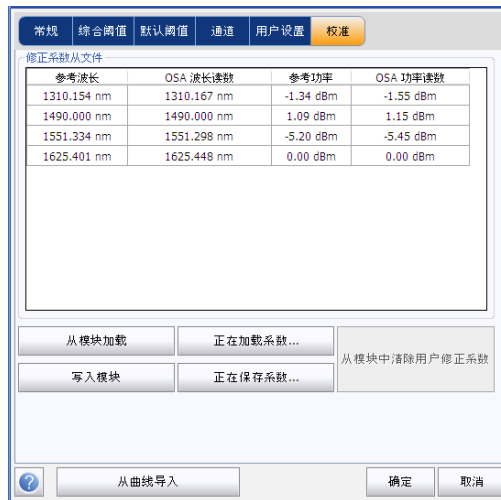 常规 综合阈值 默认阈值 通道 用户设置 校准
修正系数从文件
参考波长 OSA 波长读数 参考功率 OSA 功率读数
1310.154 nm 1310.167 nm -1.34 dBm -1.55 dBm
1490.000 nm 1490.000 nm 1.09 dBm 1.15 dBm
1551.334 nm 1551.298 nm -5.20 dBm -5.45 dBm
1625.401 nm 1625.448 nm 0.00 dBm 0.00 dBm
从模块加载 正在加载系数...
从模块中清除用户修正系数
写入模块 正在保存系数...
? 从曲线导入 确定 取消